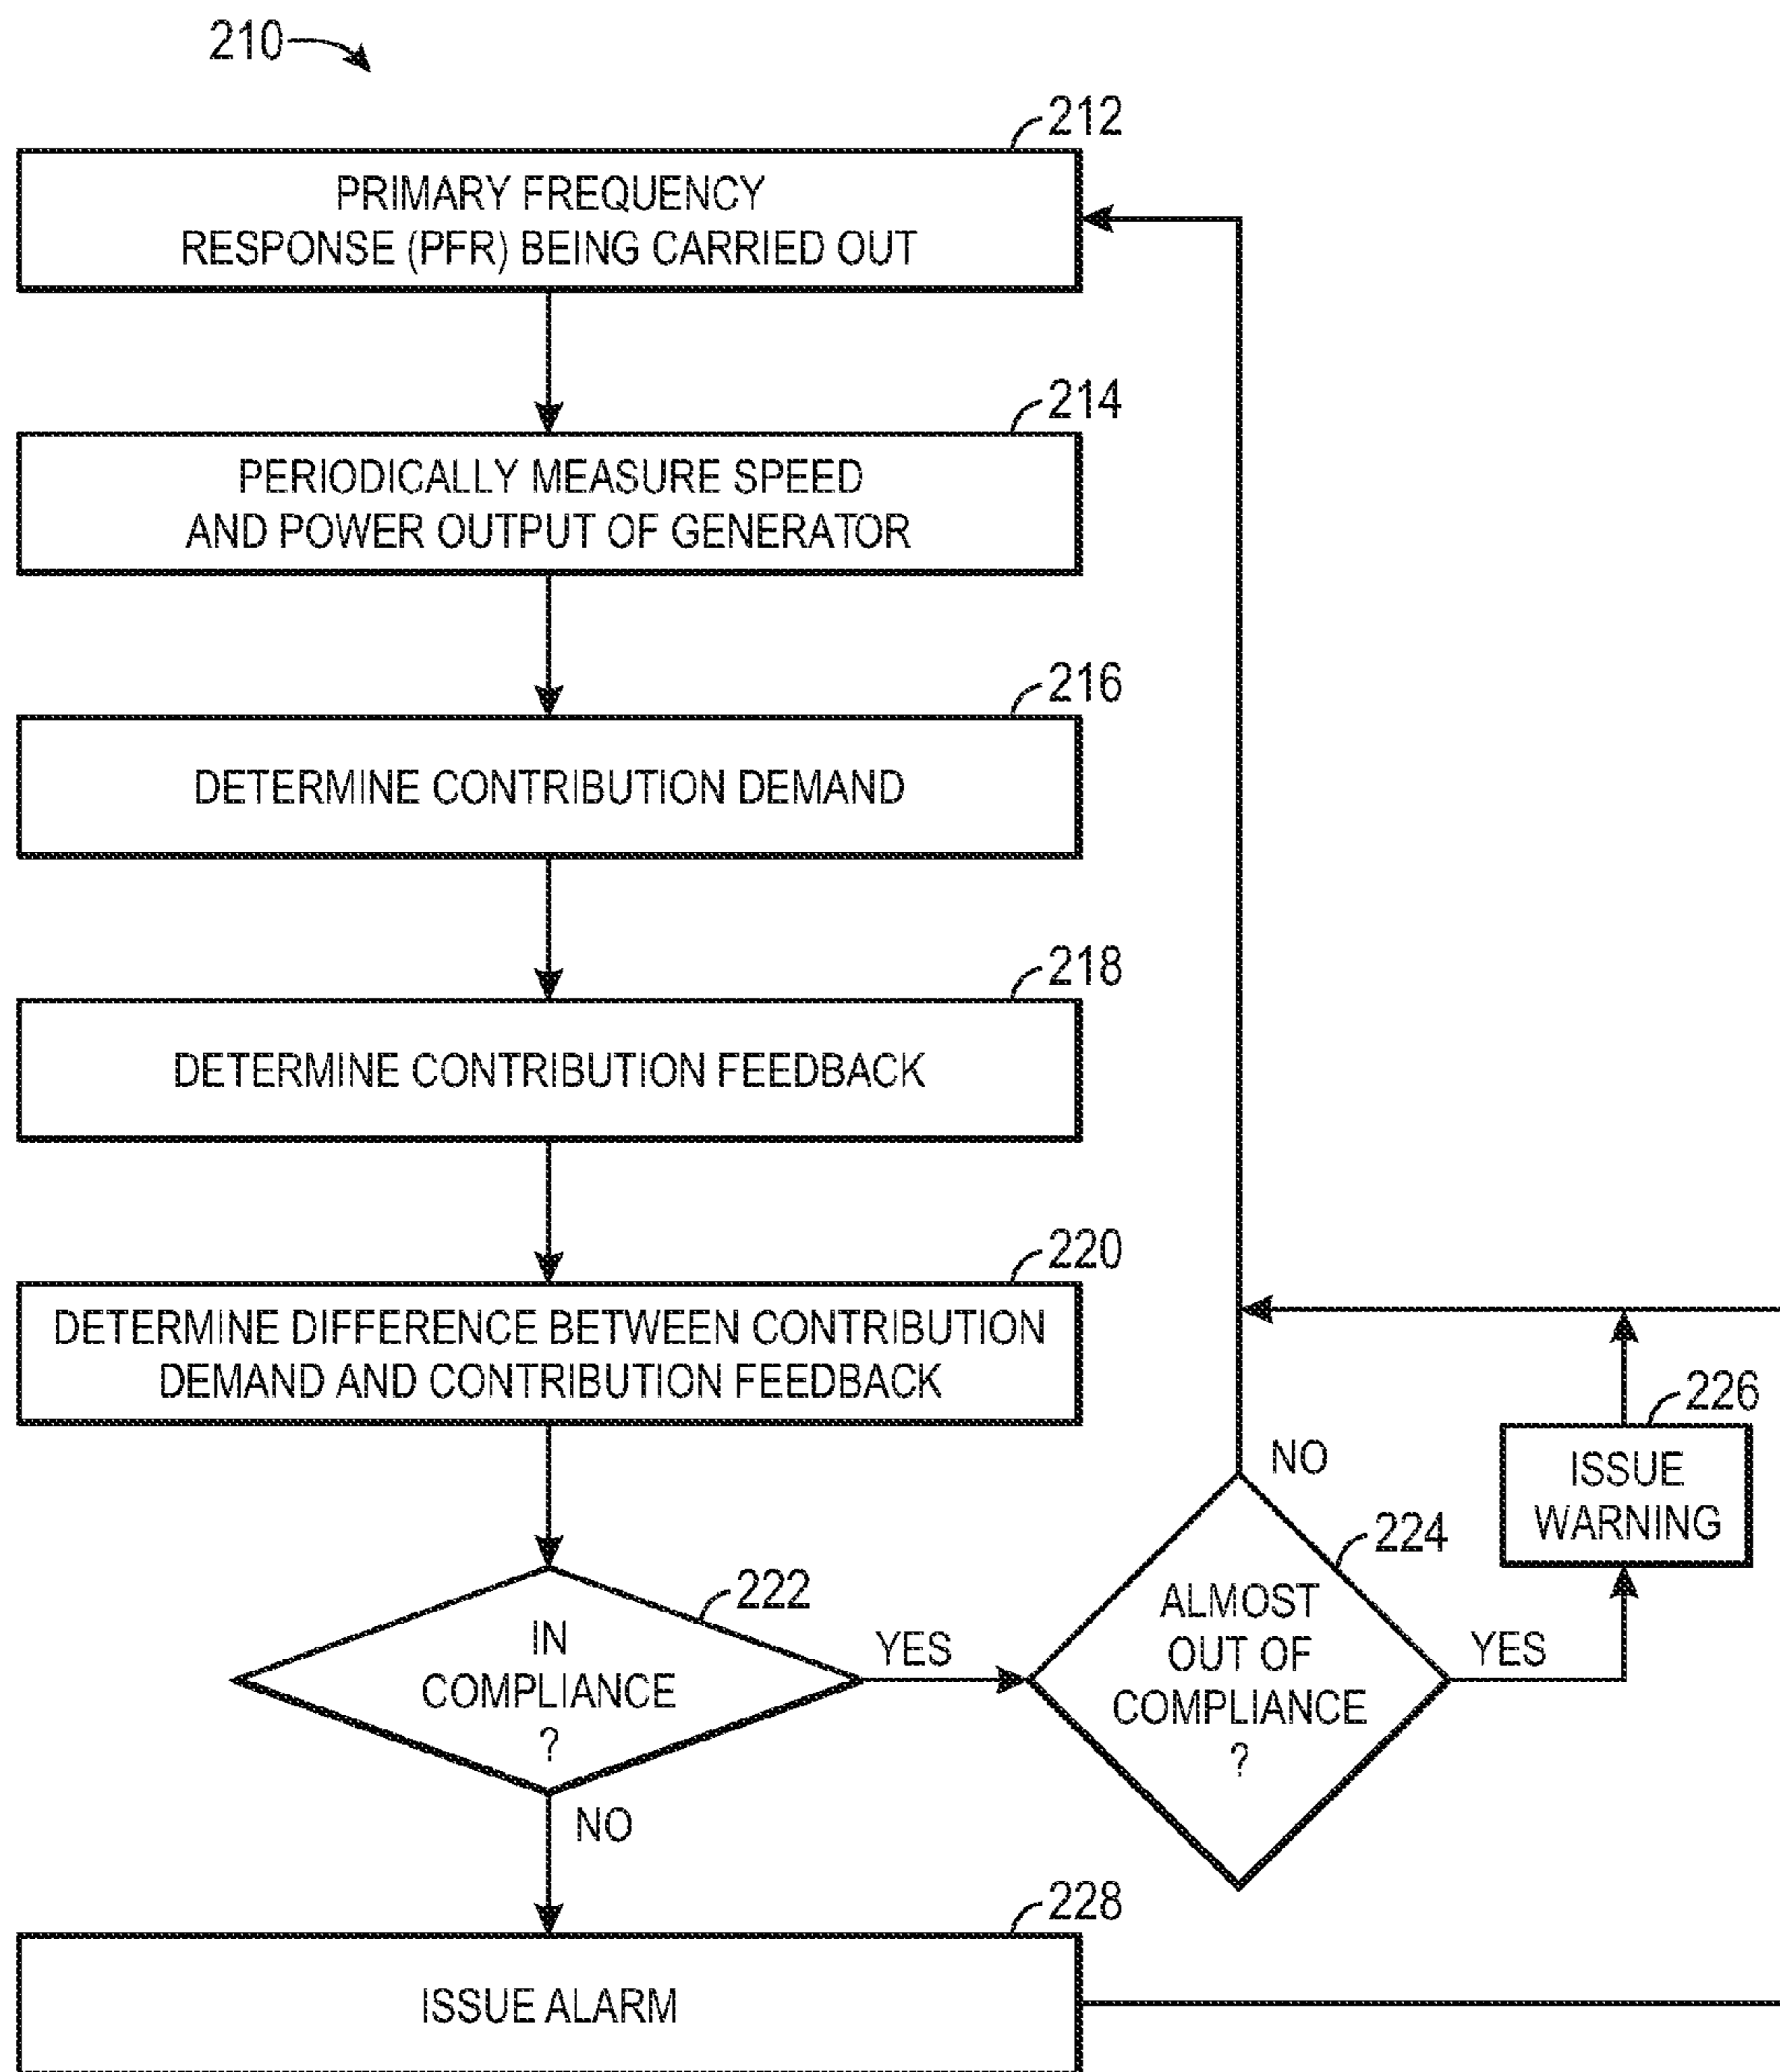 210
212
PRIMARY FREQUENCY
RESPONSE (PFR) BEING CARRIED OUT
214
PERIODICALLY MEASURE SPEED
AND POWER OUTPUT OF GENERATOR
216
DETERMINE CONTRIBUTION DEMAND
218
DETERMINE CONTRIBUTION FEEDBACK
220
DETERMINE DIFFERENCE BETWEEN CONTRIBUTION
DEMAND AND CONTRIBUTION FEEDBACK
222
IN
COMPLIANCE
?
YES
NO
224
ALMOST
OUT OF
COMPLIANCE
?
NO
YES
226
ISSUE
WARNING
228
ISSUE ALARM